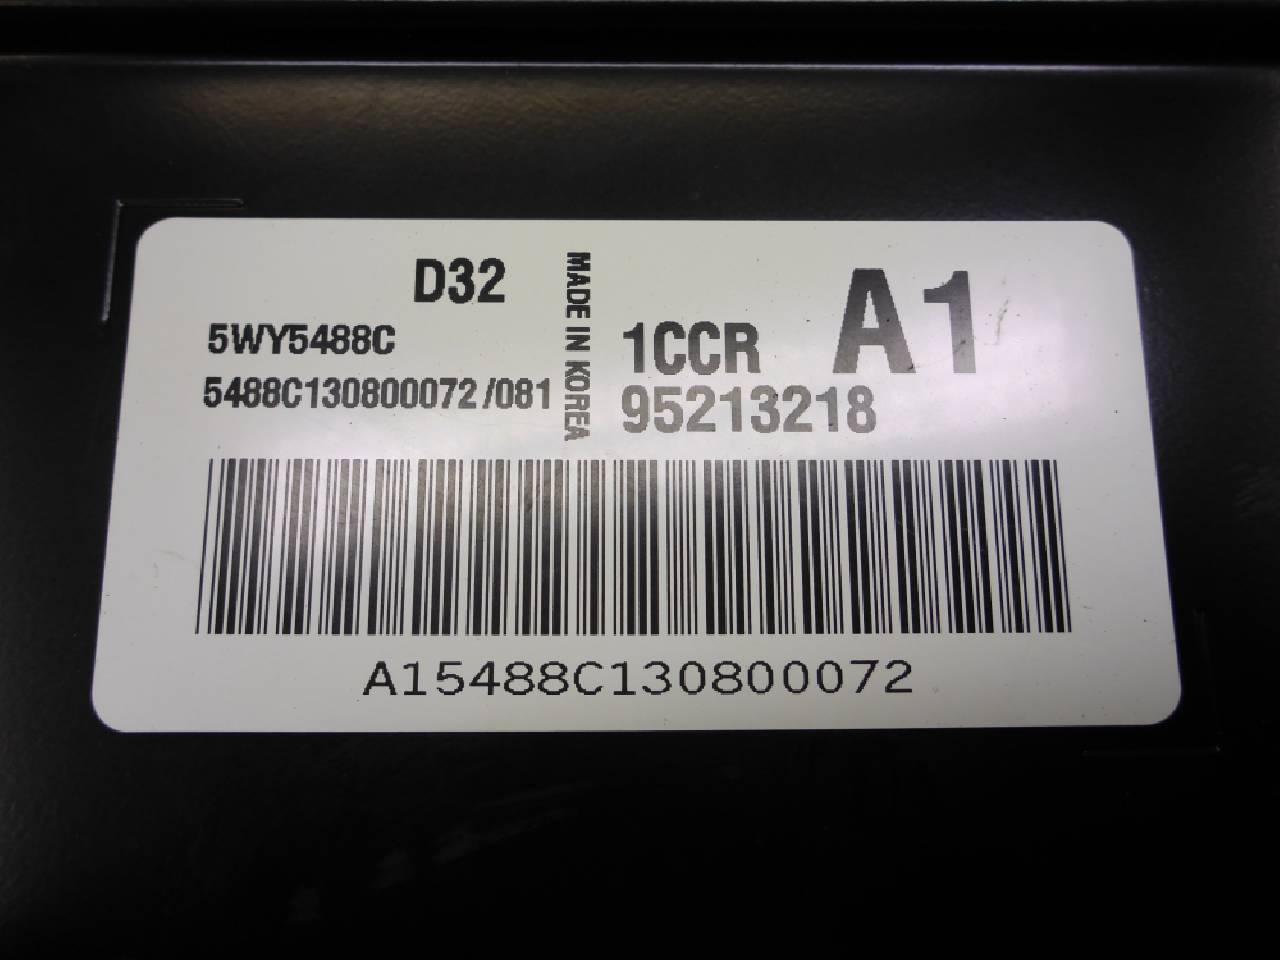 D32
5WY5488C
5488C130800072 /081
MADE IN KOREA
1CCR
A1
95213218
A15488C130800072